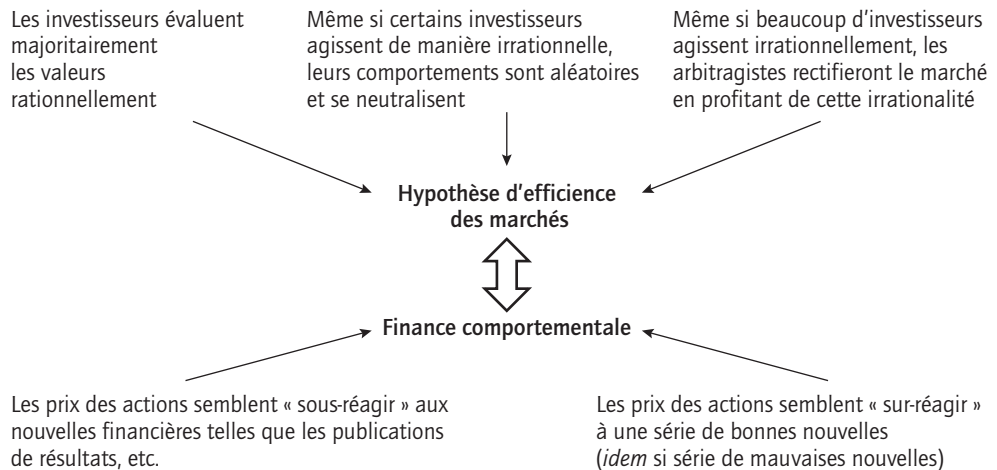 Les investisseurs évaluent
majoritairement
les valeurs
rationnellement
Même si certains investisseurs
agissent de manière irrationnelle,
leurs comportements sont aléatoires
et se neutralisent
Même si beaucoup d'investisseurs
agissent irrationnellement, les
arbitragistes rectifieront le marché
en profitant de cette irrationalité
Hypothèse d'efficience
des marchés
Finance comportementale
Les prix des actions semblent « sous-réagir » aux
nouvelles financières telles que les publications
de résultats, etc.
Les prix des actions semblent « sur-réagir »
à une série de bonnes nouvelles
(idem si série de mauvaises nouvelles)